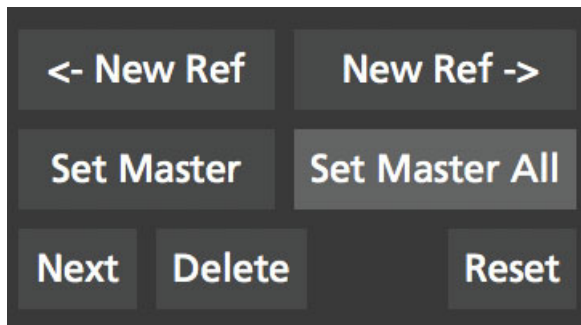 <- New Ref New Ref ->
Set Master Set Master All
Next Delete Reset